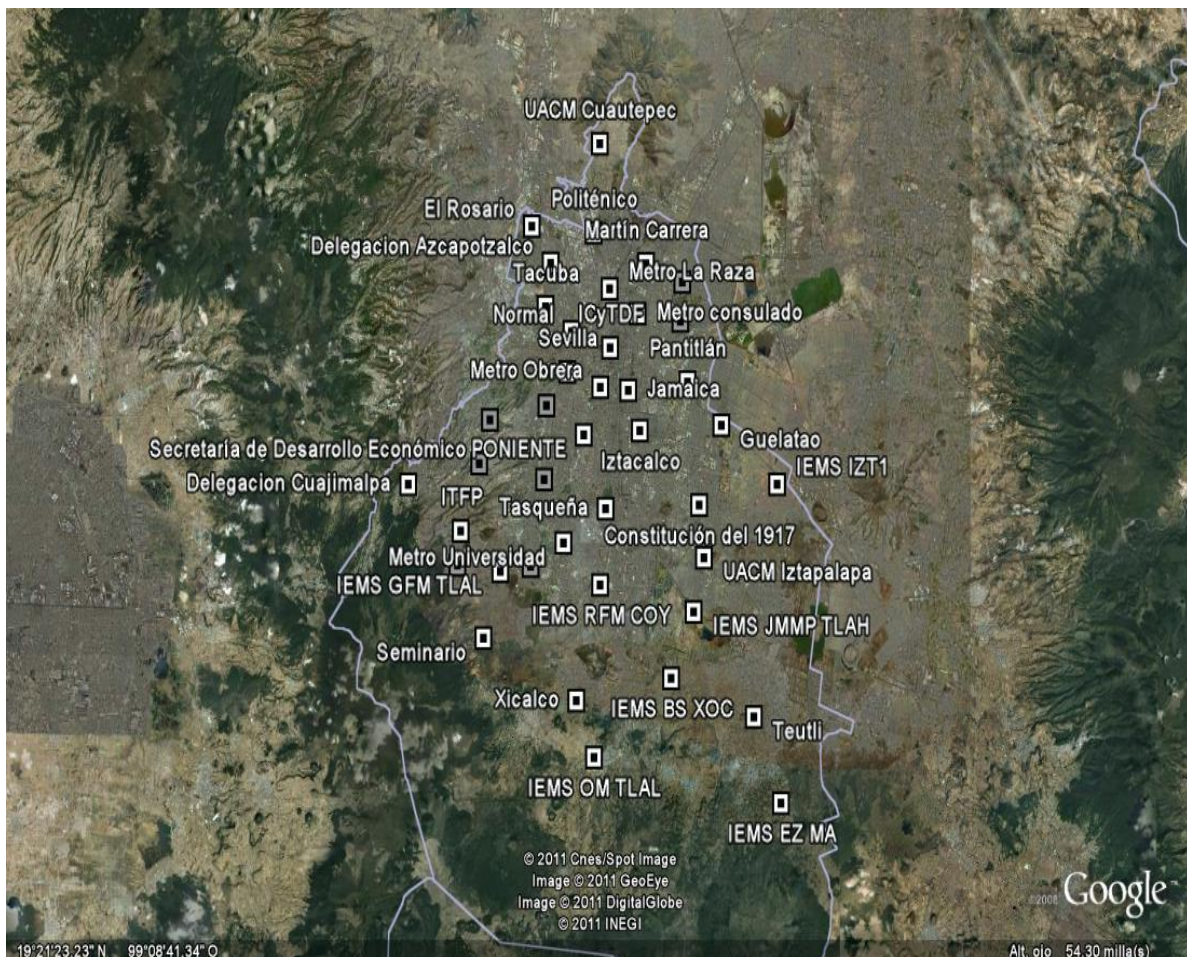 UACM Cuautepec
Politénico
El Rosario
Martín Carrera
Delegacion Azcapotzalco
Tacuba
Metro La Raza
Normal
ICyTDF
Metro consulado
Sevilla
Pantitlán
Metro Obrera
Jamaica
Guelatao
Secretaría de Desarrollo Económico PONIENTE
Iztacalco
IEMS IZT1
Delegacion Cuajimalpa
ITFP
Tasqueña
Constitución del 1917
Metro Universidad
UACM Iztapalapa
IEMS GFM TLAL
IEMS RFM COY
IEMS JMMP TLAH
Seminario
Xicalco
IEMS BS XOC
Teutli
IEMS OM TLAL
IEMS EZ MA
© 2011 Cnes/Spot Image
Image © 2011 GeoEye
Image © 2011 DigitalGlobe
© 2011 INEGI
©2008 Google™
19°21'23.23" N 99°08'41.34" O
Alt. ojo 54.30 milla(s)